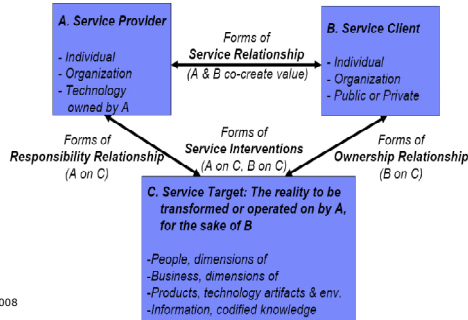 A. Service Provider
- Individual
- Organization
- Technology
owned by A
Forms of
Service Relationship
(A & B co-create value)
B. Service Client
- Individual
- Organization
- Public or Private
Forms of
Responsibility Relationship
(A on C)
Forms of
Service Interventions
(A on C, B on C)
Forms of
Ownership Relationship
(B on C)
C. Service Target: The reality to be
transformed or operated on by A,
for the sake of B
-People, dimensions of
-Business, dimensions of
-Products, technology artifacts & env.
-Information, codified knowledge
008